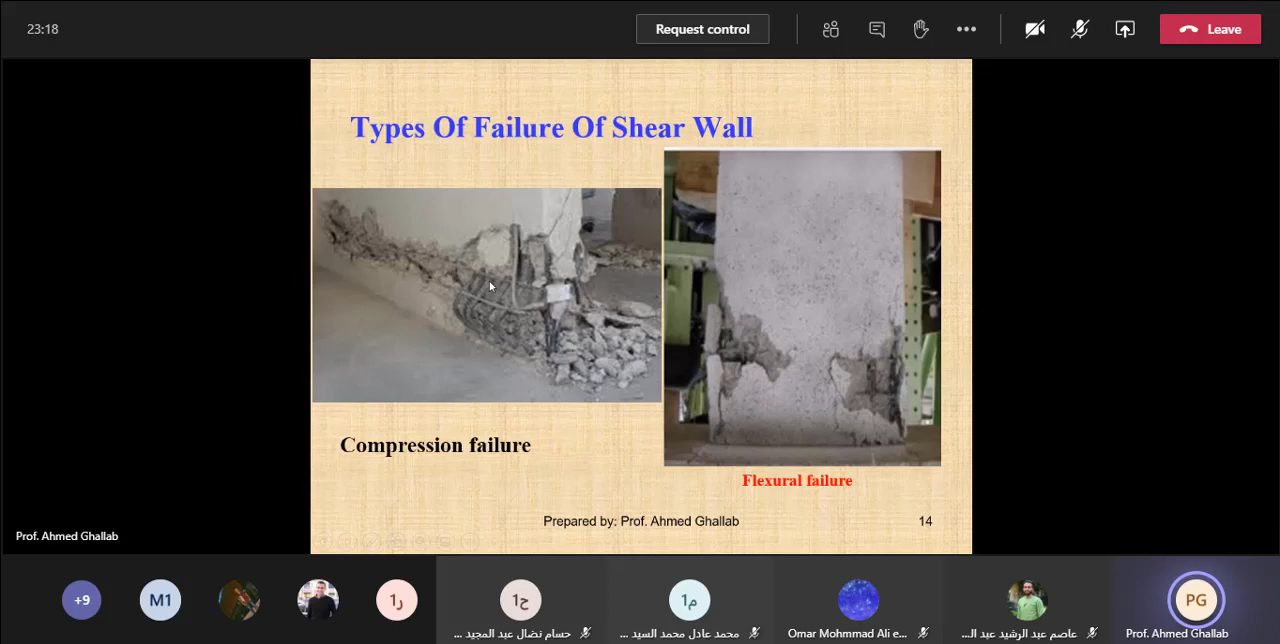 23:18
Request control
Leave
Types Of Failure Of Shear Wall
Compression failure
Flexural failure
Prepared by: Prof. Ahmed Ghallab
14
Prof. Ahmed Ghallab
+9
M1
ر1
ح1
حسام نضال عبد المجيد ...
م1
محمد عادل محمد السيد ...
Omar Mohmmad Ali e...
عاصم عبد الرشيد عبد ال...
PG
Prof. Ahmed Ghallab